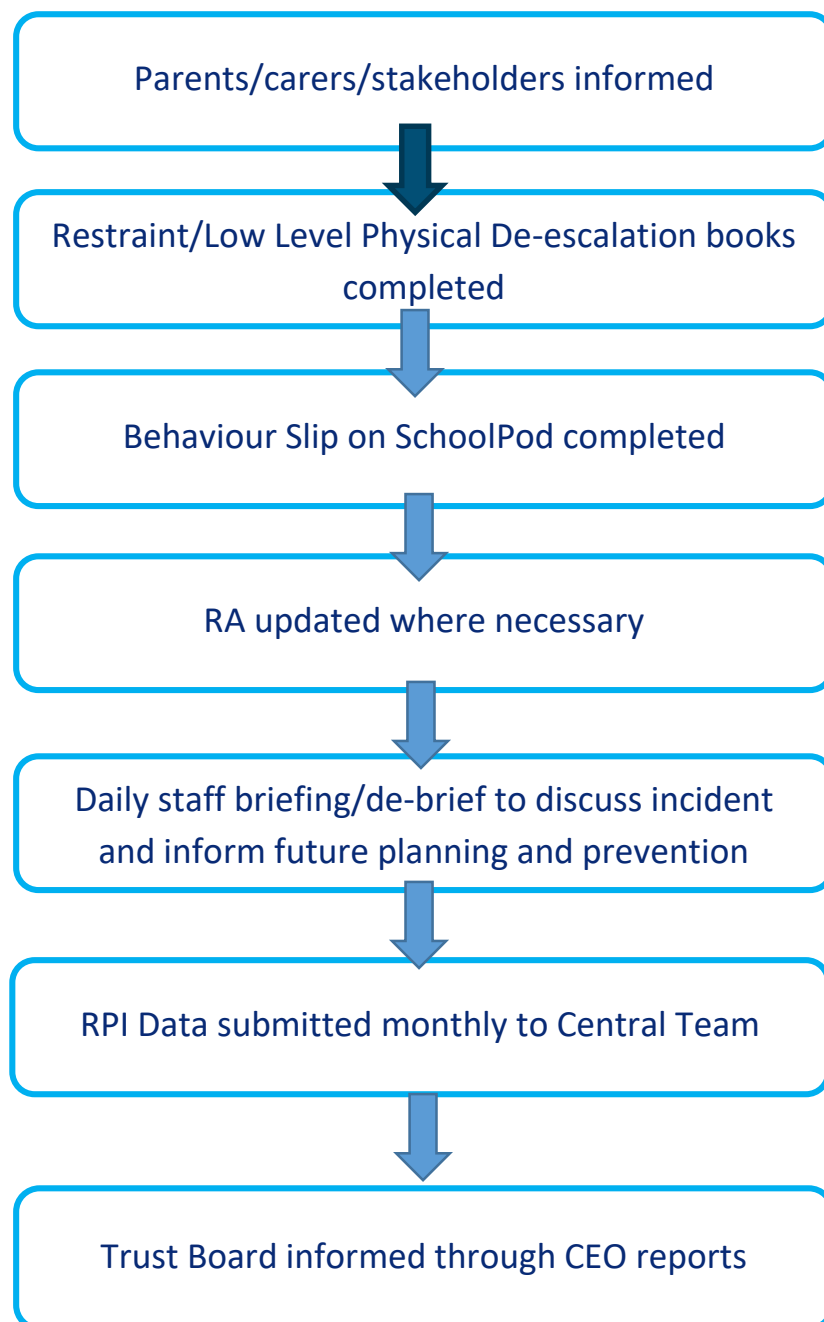 Parents/carers/stakeholders informed
Restraint/Low Level Physical De-escalation books
completed
Behaviour Slip on SchoolPod completed
RA updated where necessary
Daily staff briefing/de-brief to discuss incident
and inform future planning and prevention
RPI Data submitted monthly to Central Team
Trust Board informed through CEO reports